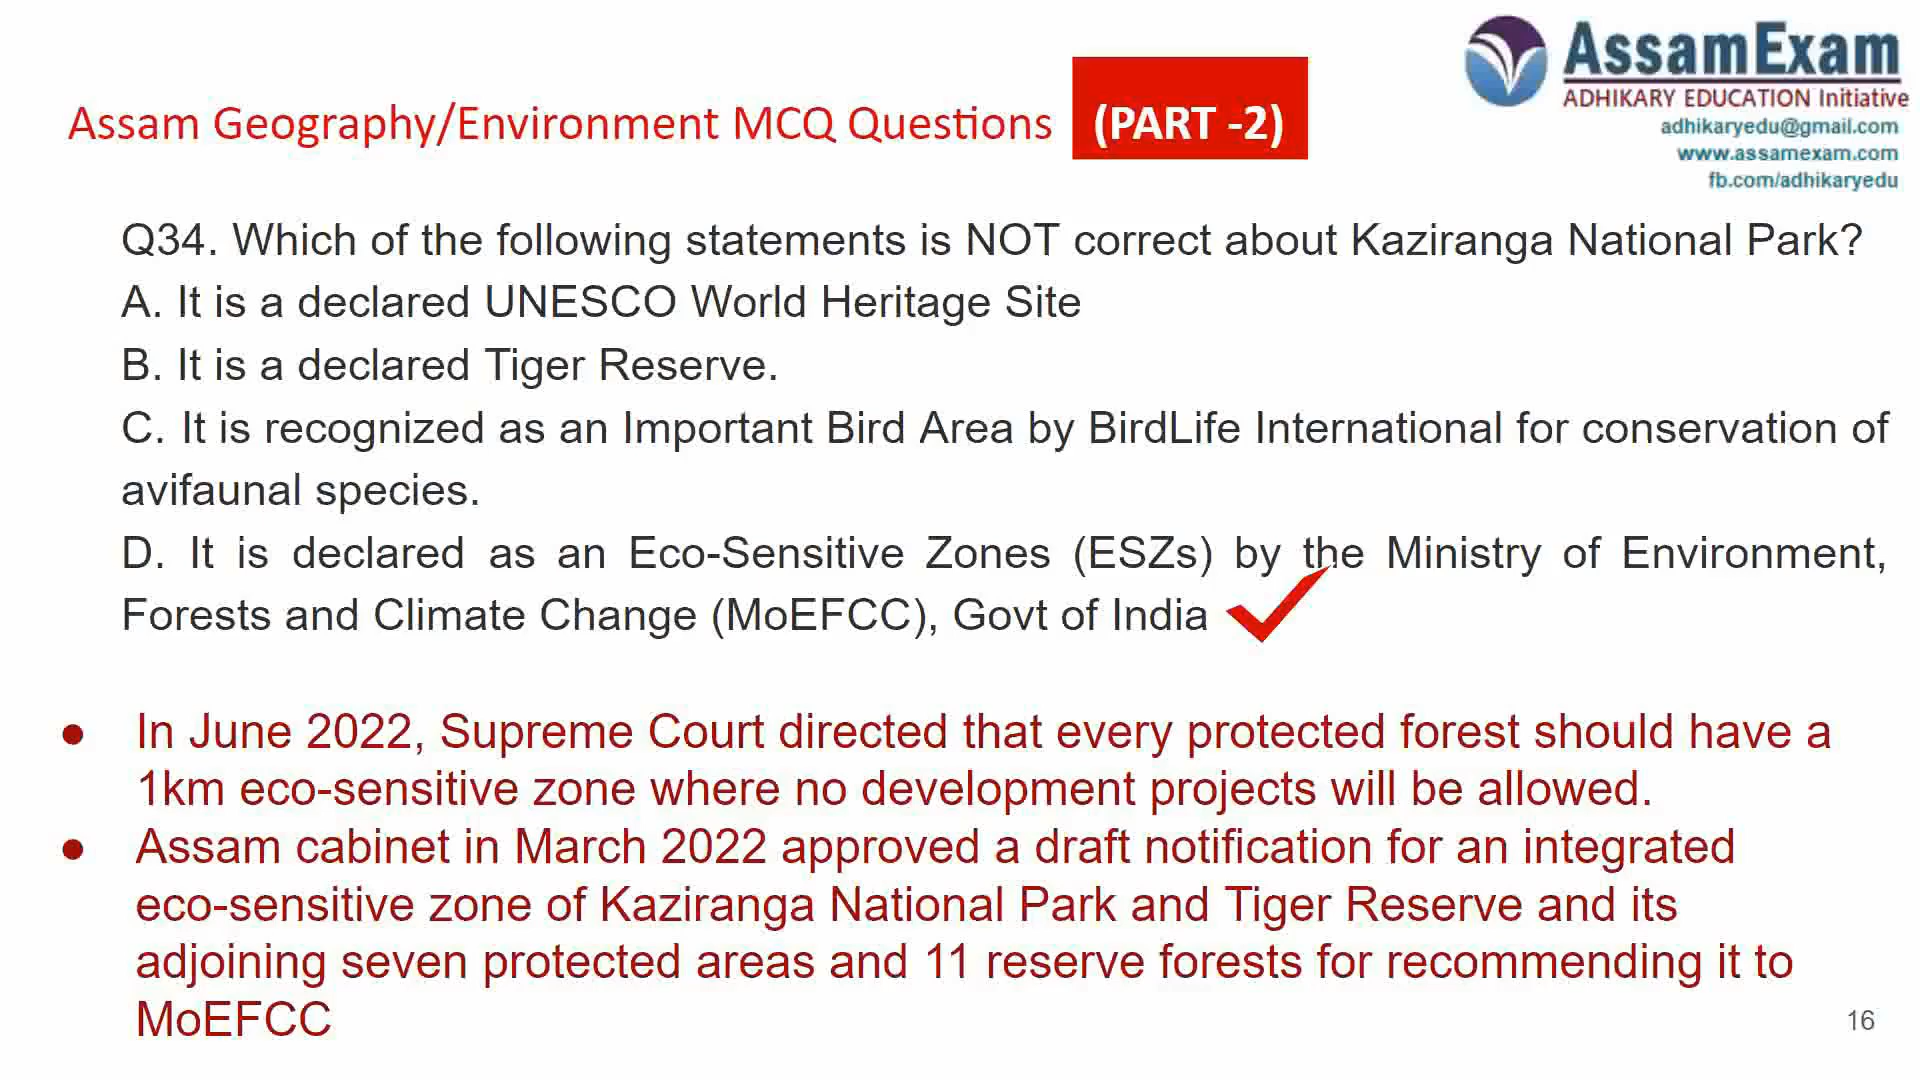 AssamExam
ADHIKARY EDUCATION Initiative
adhikaryedu@gmail.com
www.assamexam.com
fb.com/adhikaryedu
Assam Geography/Environment MCQ Questions (PART -2)
Q34. Which of the following statements is NOT correct about Kaziranga National Park?
A. It is a declared UNESCO World Heritage Site
B. It is a declared Tiger Reserve.
C. It is recognized as an Important Bird Area by BirdLife International for conservation of
avifaunal species.
D. It is declared as an Eco-Sensitive Zones (ESZs) by the Ministry of Environment,
Forests and Climate Change (MoEFCC), Govt of India
● In June 2022, Supreme Court directed that every protected forest should have a
1km eco-sensitive zone where no development projects will be allowed.
● Assam cabinet in March 2022 approved a draft notification for an integrated
eco-sensitive zone of Kaziranga National Park and Tiger Reserve and its
adjoining seven protected areas and 11 reserve forests for recommending it to
MoEFCC
16